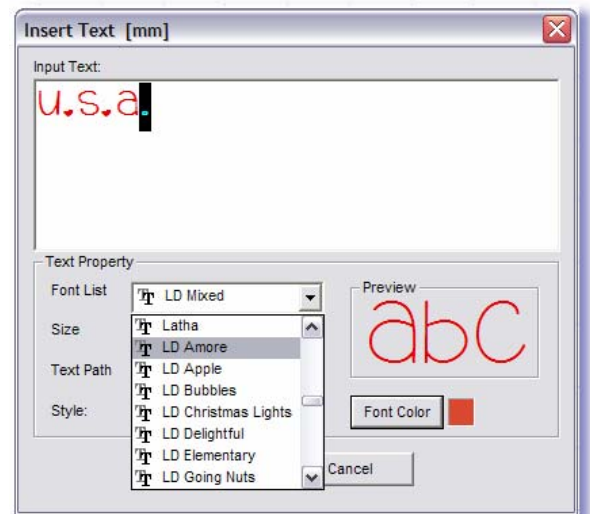 Insert Text [mm]
Input Text:
u.s.a.
Text Property
Font List
LD Mixed
Preview
abc
Size
Latha
LD Amore
Text Path
LD Apple
LD Bubbles
Style:
LD Christmas Lights
Font Color
LD Delightful
LD Elementary
LD Going Nuts
Cancel